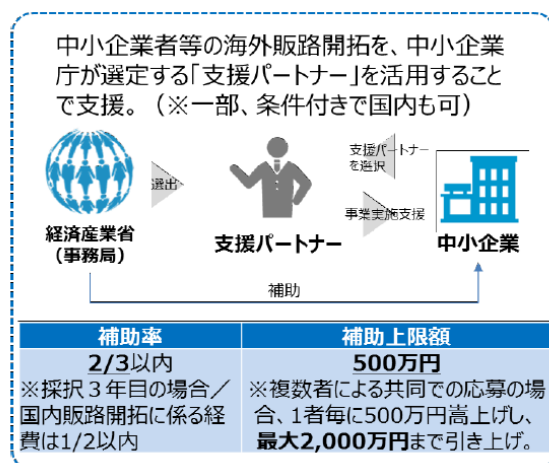 中小企業者等の海外販路開拓を、中小企業
庁が選定する「支援パートナー」を活用すること
で支援。（※一部、条件付きで国内も可）
選出
支援パートナー
を選択
事業実施支援
経済産業省
（事務局）
支援パートナー
中小企業
補助
補助率
補助上限額
2/3以内
※採択３年目の場合／
国内販路開拓に係る経
費は1/2以内
500万円
※複数者による共同での応募の場
合、1者毎に500万円嵩上げし、
最大2,000万円まで引き上げ。